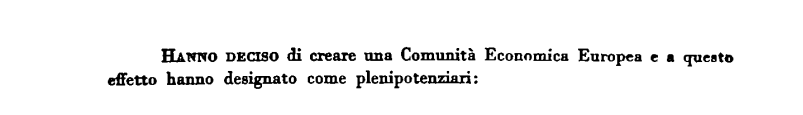 HANNO DECISO di creare una Comunità Economica Europea e a questo
effetto hanno designato come plenipotenziari: